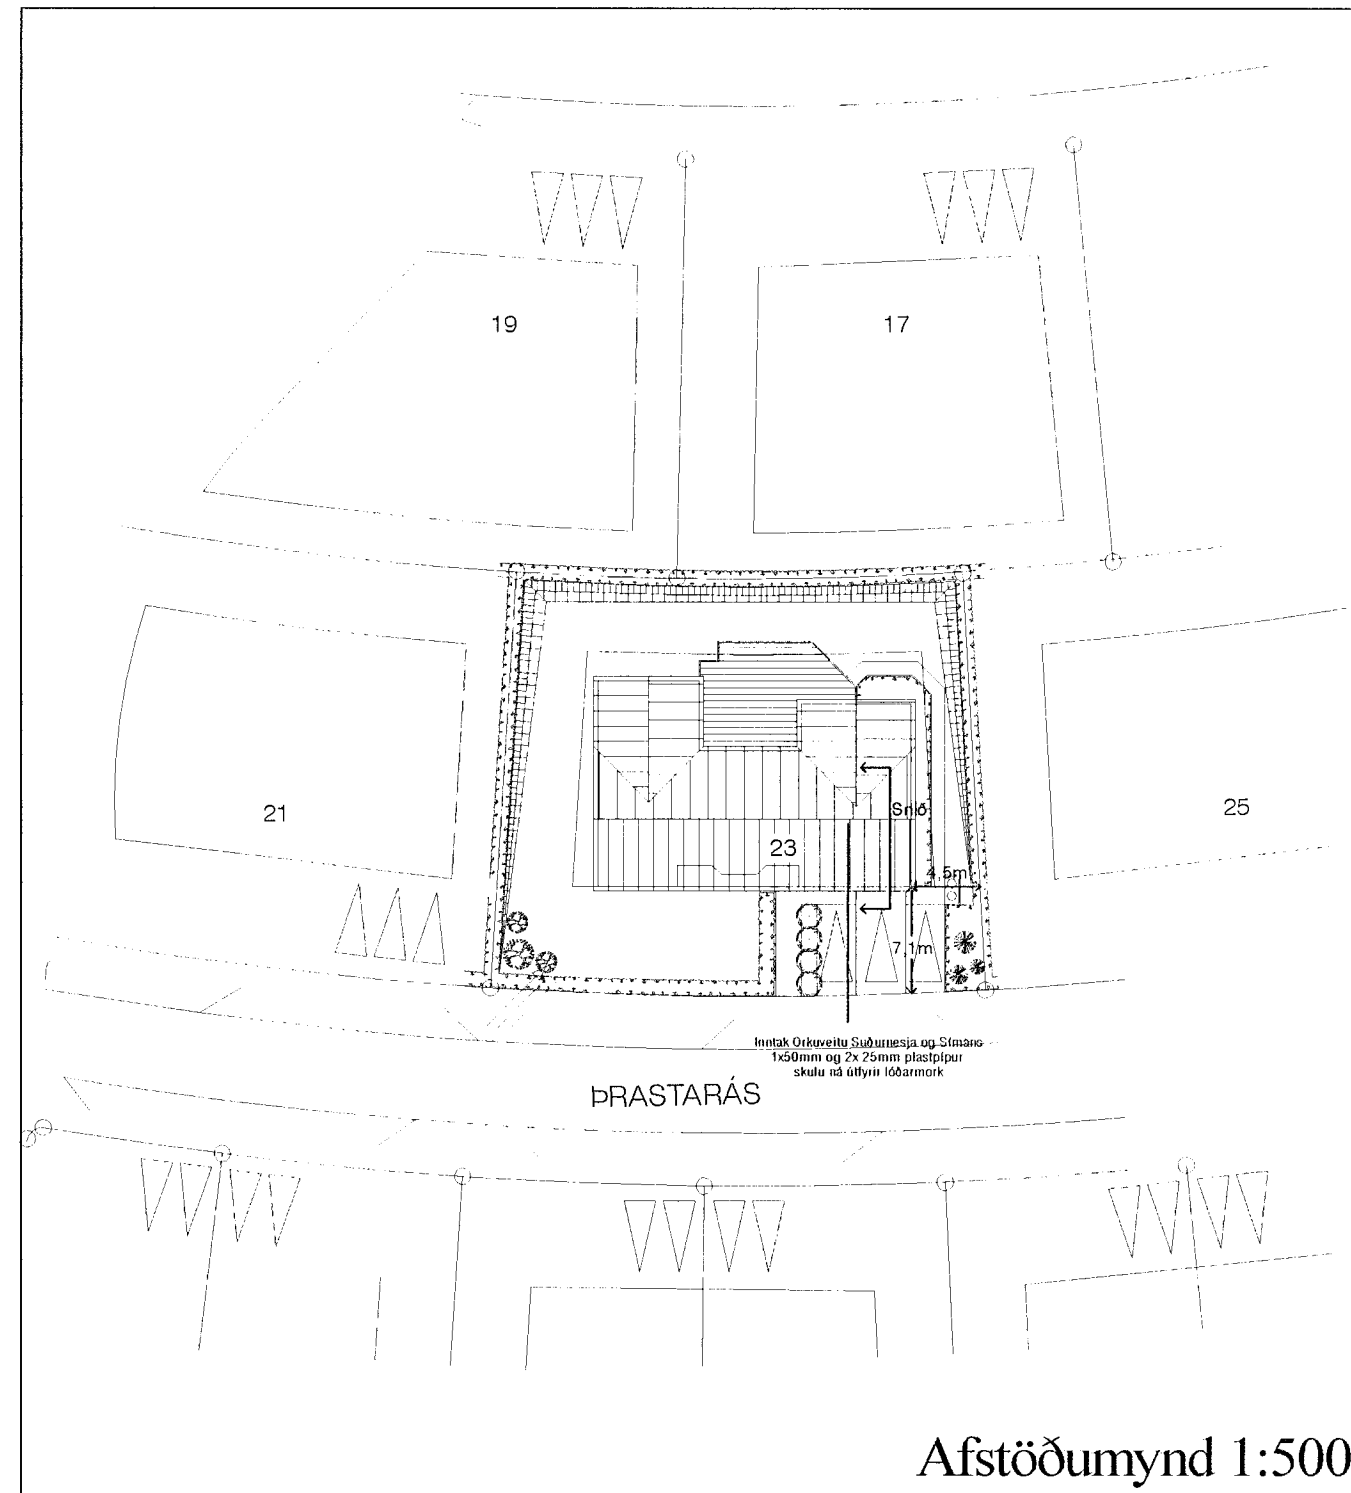 19
17
21
25
Snið
23
4,5m
7,1m
Inntak Orkuveitu Suðurnesja og Símans
1x50mm og 2x 25mm plastpípur
skulu ná útfyrir lóðarmork
ÞRASTARÁS
Afstöðumynd 1:500